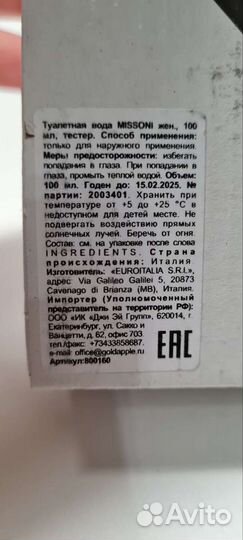 Туалетная вода MISSONI жен., 100
мл, тестер. Способ применения:
только для наружного применения.
Меры предосторожности: избегать
попадания в глаза. При попадании в
глаза, промыть теплой водой. Объем:
100 мл. Годен до: 15.02.2025. №
партии: 2003401. Хранить при
температуре от +5 до +25 °С в
недоступном для детей месте. Не
подвергать воздействию прямых
солнечных лучей. Беречь от огня.
Состав: см. на упаковке после слова
INGREDIENTS. Страна
происхождения: Италия
Изготовитель: «EUROITALIA S.R.L»,
адрес: Via Galileo Galilei 5, 20873
Cavenago di Brianza (MB), Италия.
Импортер (Уполномоченный
представитель на территории РФ):
ООО «ИК «Джи Эй Групп», 620014, г.
Екатеринбург, ул. Сакко и
Ванцетти, д. 62, офис 703
тел./факс: +73433858687.
e-mail: office@goldapple.ru
Артикул:800160
ЕАС
Avito